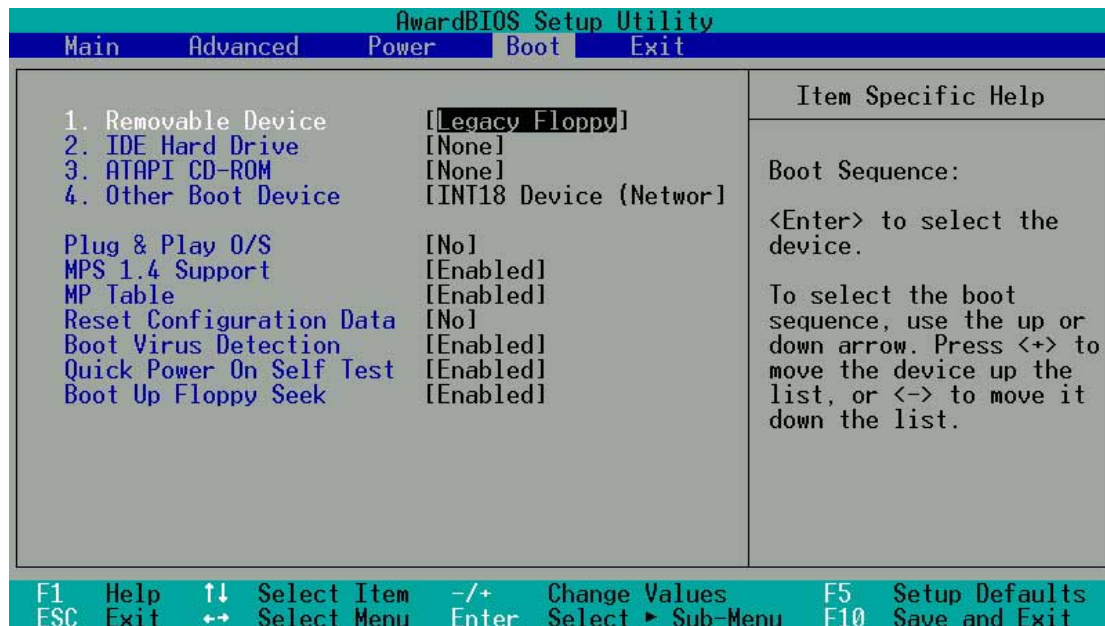 AwardBIOS Setup Utility
Main Advanced Power Boot Exit
1. Removable Device [Legacy Floppy]
2. IDE Hard Drive [None]
3. ATAPI CD-ROM [None]
4. Other Boot Device [INT18 Device (Networ]
Plug & Play O/S [No]
MPS 1.4 Support [Enabled]
MP Table [Enabled]
Reset Configuration Data [No]
Boot Virus Detection [Enabled]
Quick Power On Self Test [Enabled]
Boot Up Floppy Seek [Enabled]
Item Specific Help
Boot Sequence:
<Enter> to select the
device.
To select the boot
sequence, use the up or
down arrow. Press <+> to
move the device up the
list, or <-> to move it
down the list.
F1 Help ↑↓ Select Item -/+ Change Values F5 Setup Defaults
ESC Exit ←→ Select Menu Enter Select ► Sub-Menu F10 Save and Exit